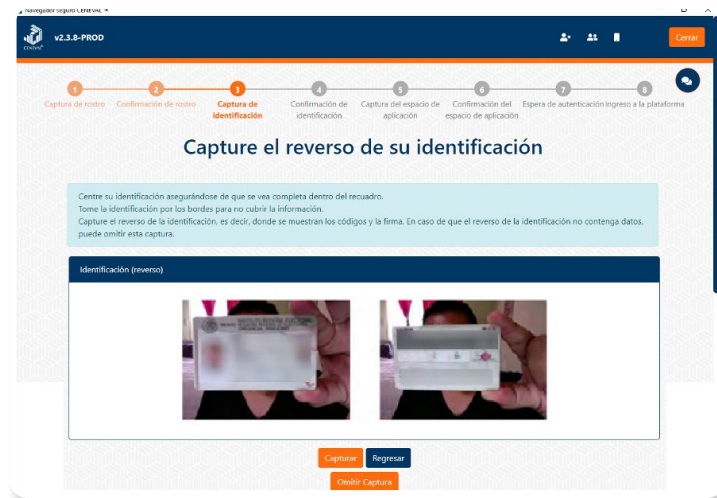 Navegador seguro CENEVAL
CENEVAL
v2.3.8-PROD
Cerrar
1 2 3 4 5 6 7 8
Captura de rostro
Confirmación de rostro
Captura de
identificación
Confirmación de
identificación
Captura del espacio de
aplicación
Confirmación del
espacio de aplicación
Espera de autenticación
Ingreso a la plataforma
Capture el reverso de su identificación
Centre su identificación asegurándose de que se vea completa dentro del recuadro.
Tome la identificación por los bordes para no cubrir la información.
Capture el reverso de la identificación, es decir, donde se muestran los códigos y la firma. En caso de que el reverso de la identificación no contenga datos,
puede omitir esta captura.
Identificación (reverso)
Capturar
Regresar
Omitir Captura